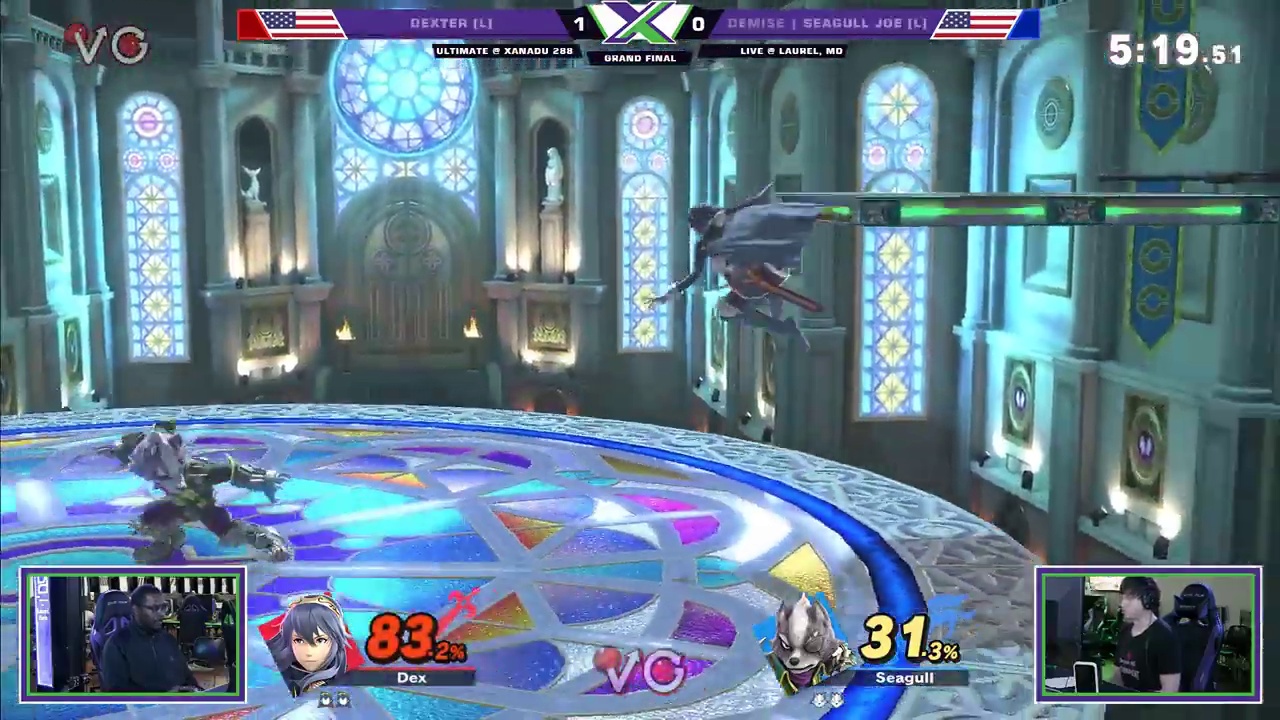 DEXTER [L]
1
0
DEMISE | SEAGULL JOE [L]
ULTIMATE @ XANADU 288
GRAND FINAL
LIVE @ LAUREL, MD
VG
5:19.51
83.2%
Dex
VG
31.3%
Seagull